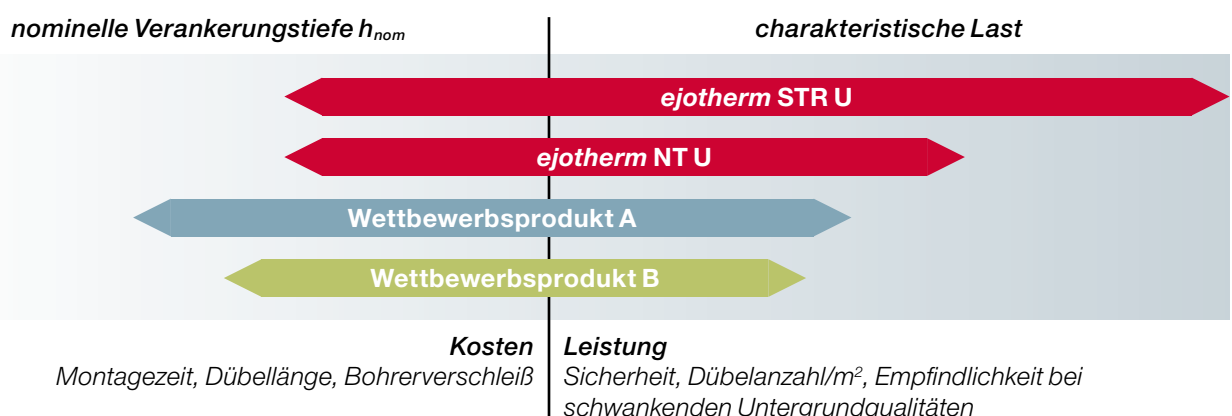 nominelle Verankerungstiefe hnom
charakteristische Last
ejotherm STR U
ejotherm NT U
Wettbewerbsprodukt A
Wettbewerbsprodukt B
Kosten
Montagezeit, Dübellänge, Bohrerverschleiß
Leistung
Sicherheit, Dübelanzahl/m², Empfindlichkeit bei
schwankenden Untergrundqualitäten